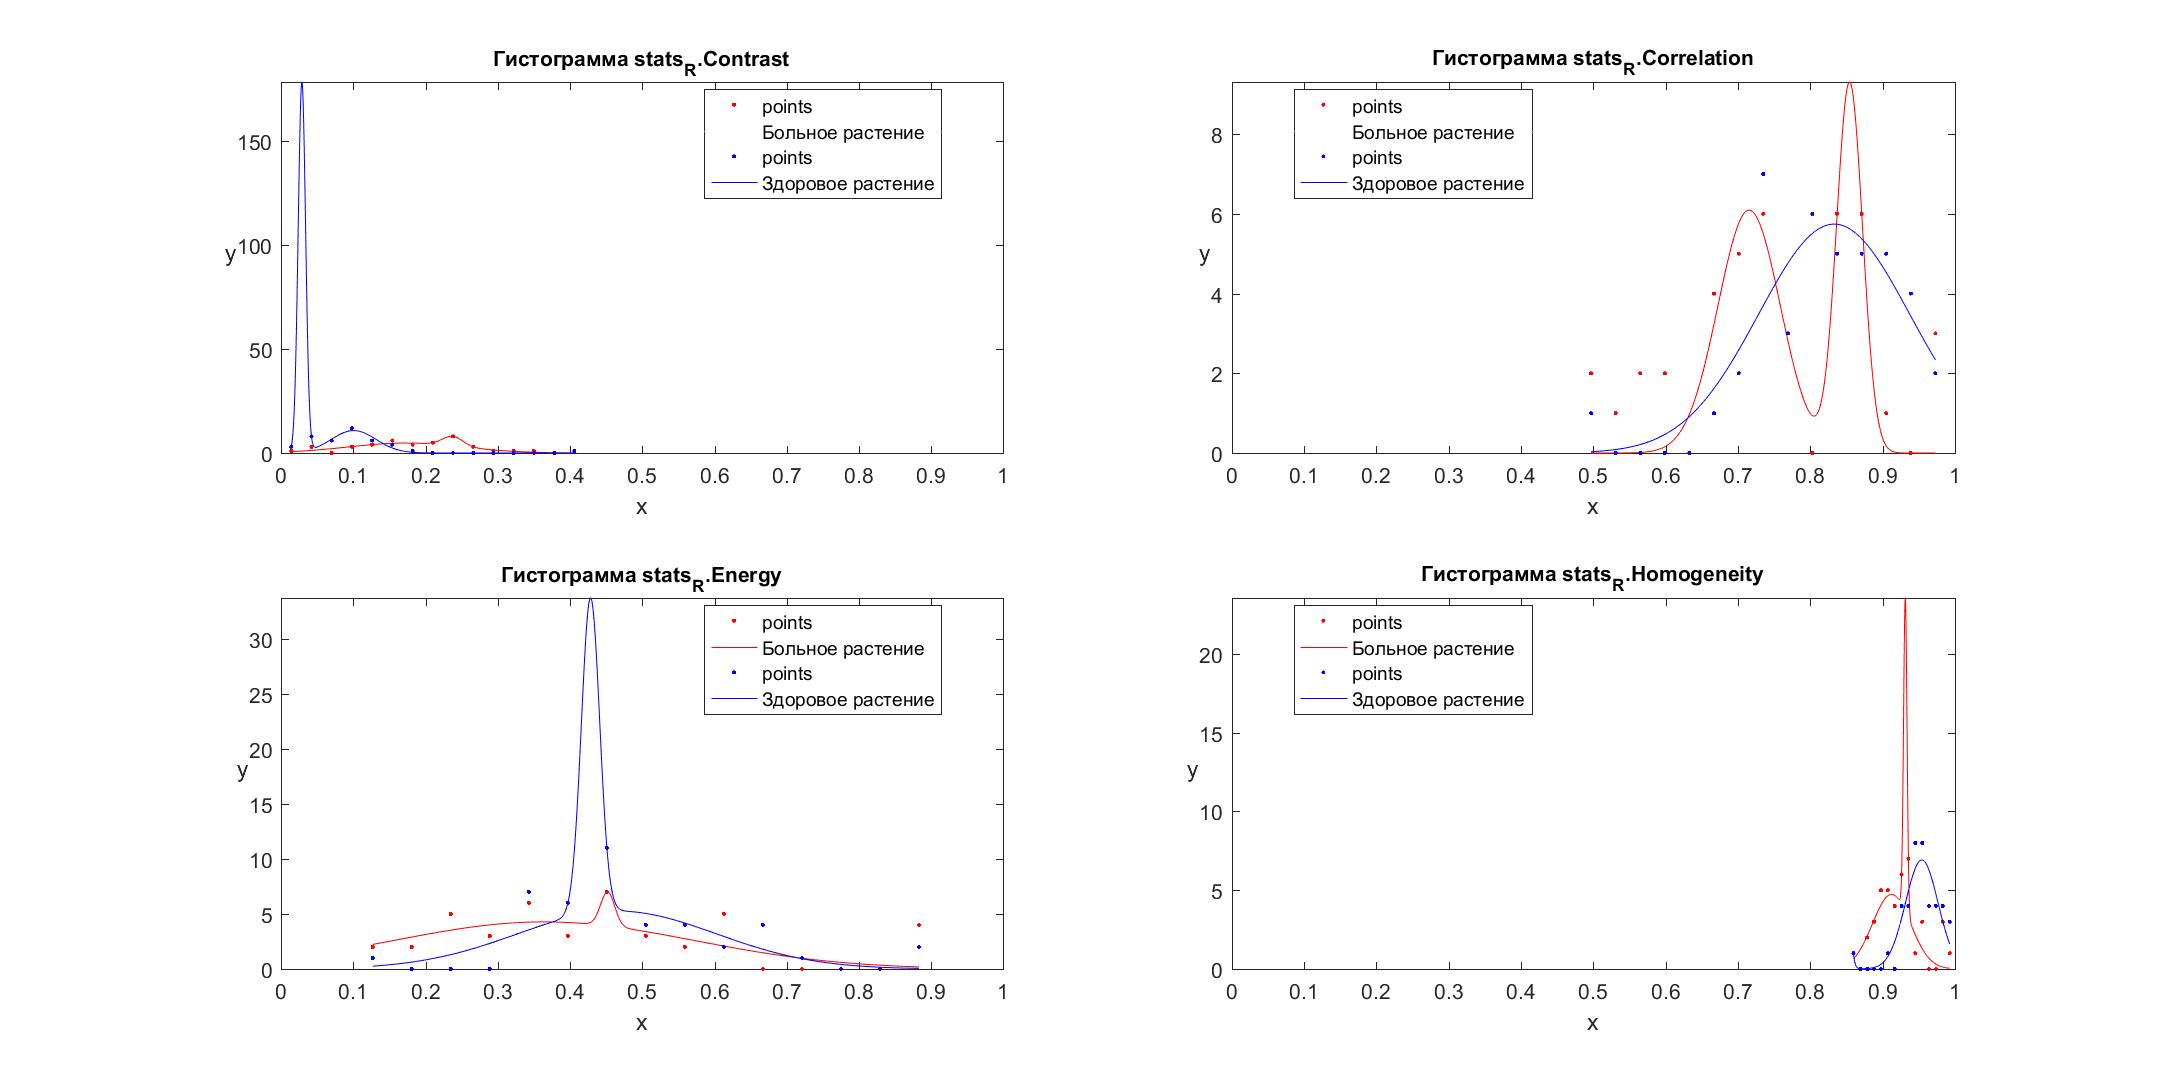 Гистограмма stats_R.Contrast
points
Больное растение
points
Здоровое растение
150
100
50
0
y
0 0.1 0.2 0.3 0.4 0.5 0.6 0.7 0.8 0.9 1
x
Гистограмма stats_R.Correlation
points
Больное растение
points
Здоровое растение
8
6
4
2
0
y
0 0.1 0.2 0.3 0.4 0.5 0.6 0.7 0.8 0.9 1
x
Гистограмма stats_R.Energy
points
Больное растение
points
Здоровое растение
30
25
20
15
10
5
0
y
0 0.1 0.2 0.3 0.4 0.5 0.6 0.7 0.8 0.9 1
x
Гистограмма stats_R.Homogeneity
points
Больное растение
points
Здоровое растение
20
15
10
5
0
y
0 0.1 0.2 0.3 0.4 0.5 0.6 0.7 0.8 0.9 1
x